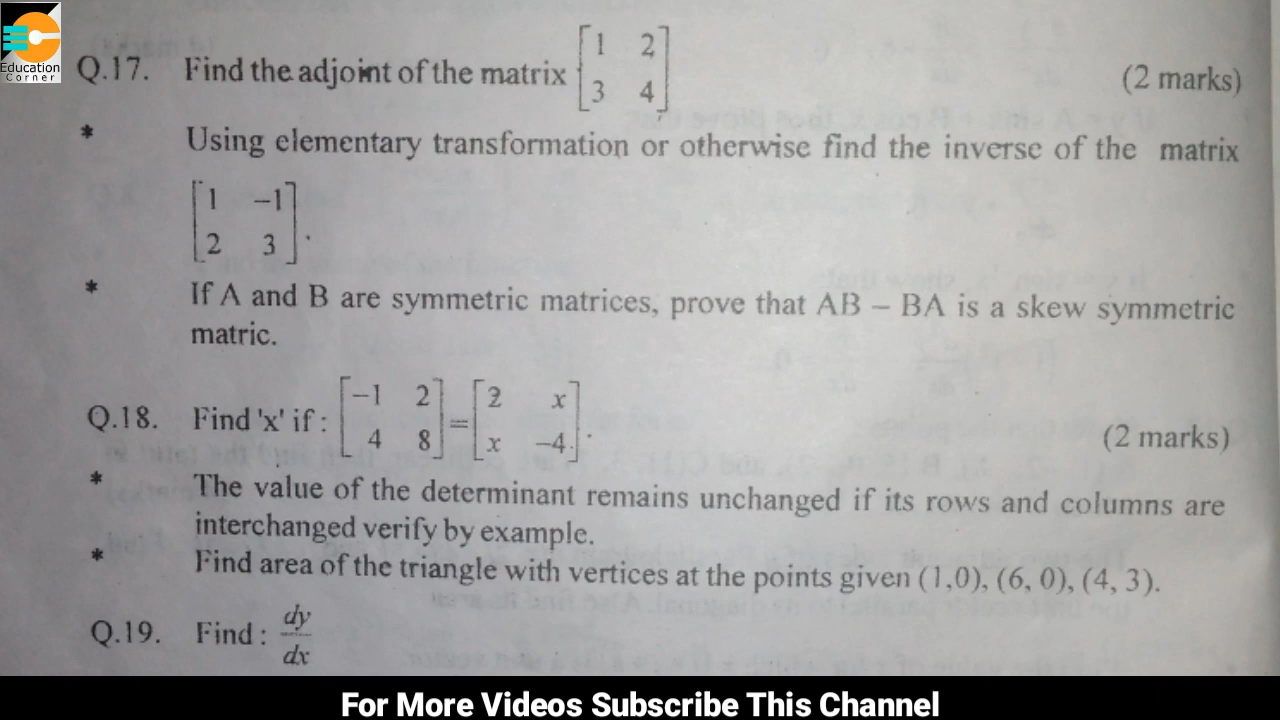 Education
Corner
Q.17. Find the adjoint of the matrix [1 2
3 4] (2 marks)
* Using elementary transformation or otherwise find the inverse of the matrix
[1 -1
2 3].
* If A and B are symmetric matrices, prove that AB – BA is a skew symmetric
matric.
Q.18. Find 'x' if : [-1 2
4 8] = [2 x
x -4]. (2 marks)
* The value of the determinant remains unchanged if its rows and columns are
interchanged verify by example.
* Find area of the triangle with vertices at the points given (1,0), (6, 0), (4, 3).
Q.19. Find : dy
dx
For More Videos Subscribe This Channel